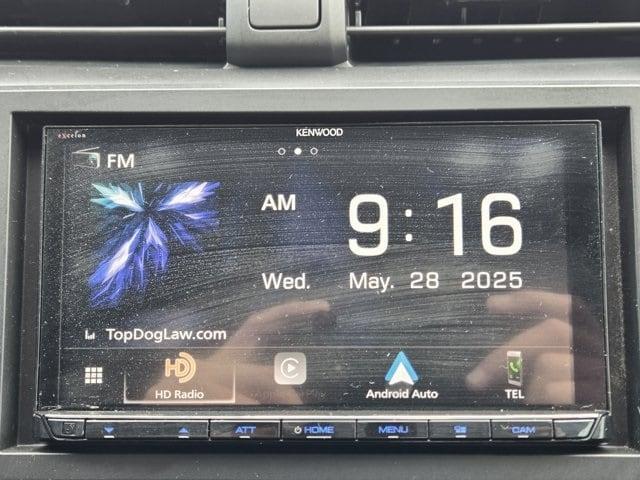 excelon
KENWOOD
FM
AM 9:16
Wed. May. 28 2025
TopDogLaw.com
HD
HD Radio
Android Auto
TEL
ATT
HOME
MENU
CAM